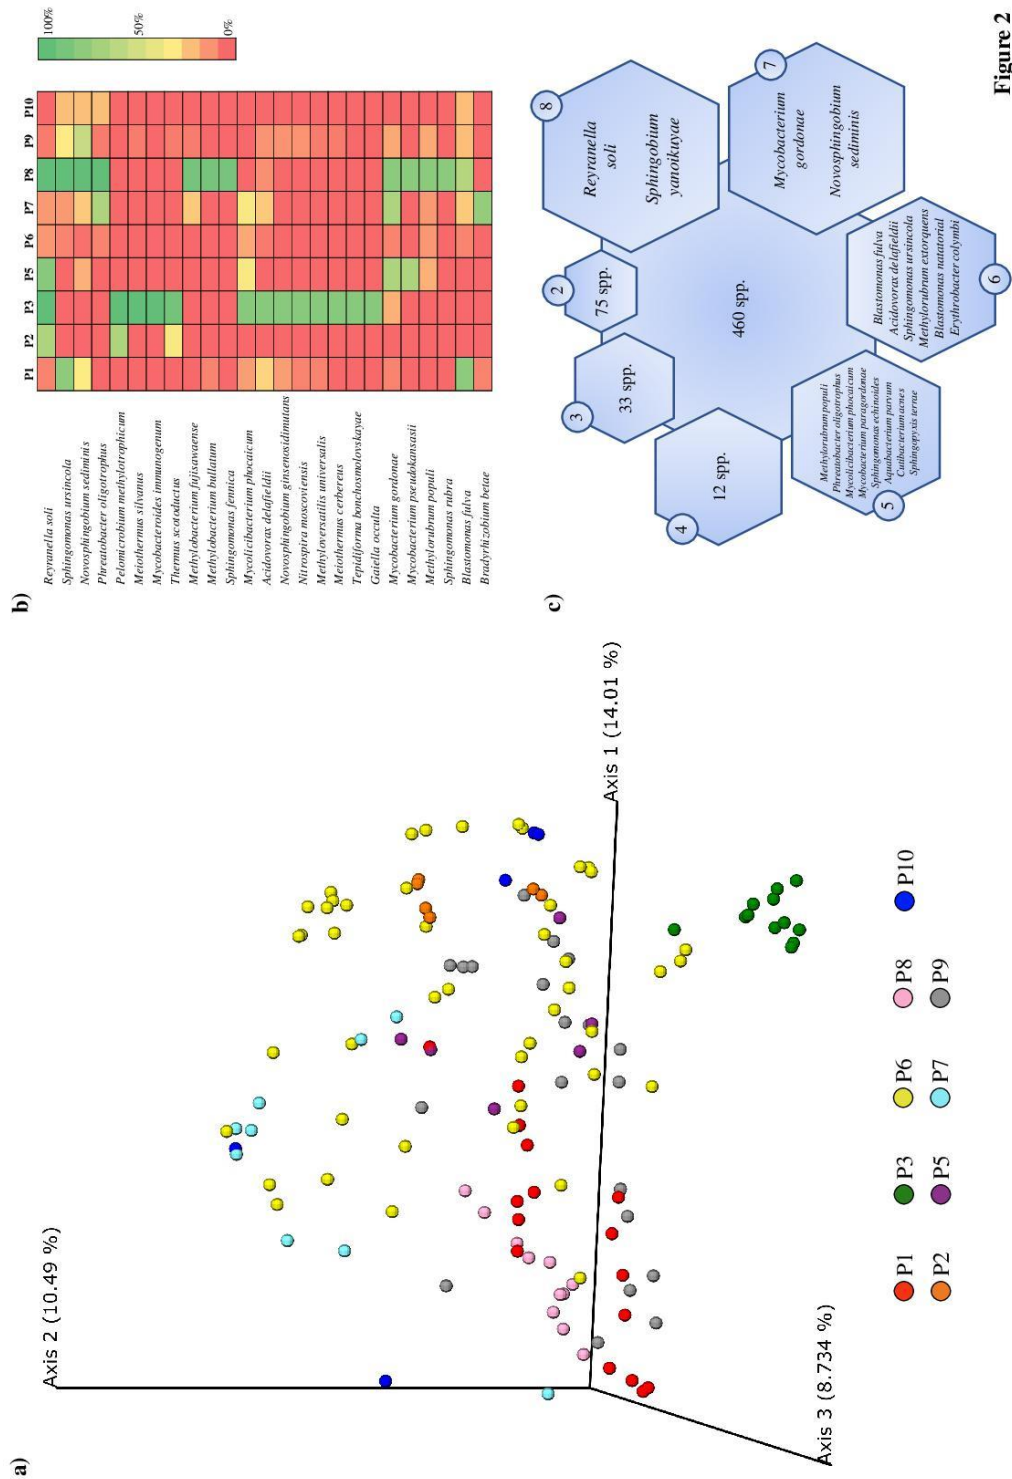 a)
Axis 2 (10.49 %)
Axis 1 (14.01 %)
Axis 3 (8.734 %)
P1
P3
P6
P8
P10
P2
P5
P7
P9
b)
P1 P2 P3 P5 P6 P7 P8 P9 P10
Reyranella soli
Sphingomonas ursincola
Novosphingobium sediminis
Phreatobacter oligotrophus
Pelomicrobium methylotrophicum
Meiothermus silvanus
Mycobacteroides immunogenum
Thermus scotoductus
Methylobacterium fujisawaense
Methylobacterium bullatum
Sphingomonas fennica
Mycolicibacterium phocaicum
Acidovorax delafieldii
Novosphingobium ginsenosidimutans
Nitrospira moscoviensis
Methyloversatilis universalis
Meiothermus cerbereus
Tepidiforma bonchosmolovskayae
Gaiella occulta
Mycobacterium gordonae
Mycobacterium pseudokansasii
Methylorubrum populi
Sphingomonas rubra
Blastomonas fulva
Bradyrhizobium betae
100%
50%
0%
c)
2
75 spp.
3
33 spp.
4
12 spp.
460 spp.
8
Reyranella
soli
Sphingobium
yanoikuyae
7
Mycobacterium
gordonae
Novosphingobium
sediminis
6
Blastomonas fulva
Acidovorax delafieldii
Sphingomonas ursincola
Methylorubrum extorquens
Blastomonas natatorial
Erythrobacter colymbi
5
Methylorubrum populi
Phreatobacter oligotrophus
Mycolicibacterium phocaicum
Mycobacterium paragordonae
Sphingomonas echinoides
Aquabacterium parvum
Cutibacterium acnes
Sphingopyxis terrae
Figure 2